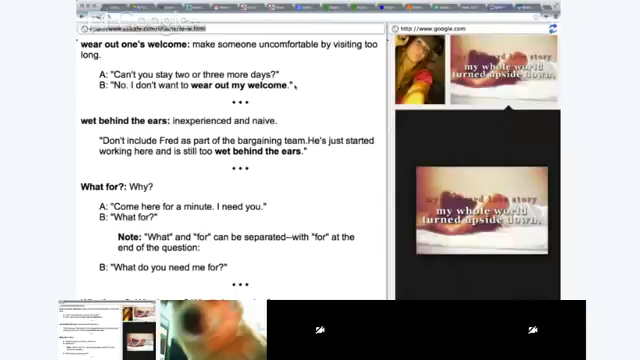 http://www.google.com
wear out one's welcome: make someone uncomfortable by visiting too
long.
A: "Can't you stay two or three more days?"
B: "No. I don't want to wear out my welcome."
wet behind the ears: inexperienced and naive.
"Don't include Fred as part of the bargaining team.He's just started
working here and is still too wet behind the ears."
What for?: Why?
A: "Come here for a minute. I need you."
B: "What for?"
Note: "What" and "for" can be separated--with "for" at the
end of the question:
B: "What do you need me for?"
love story
my whole world
turned upside down.
love story
my whole world
turned upside down.